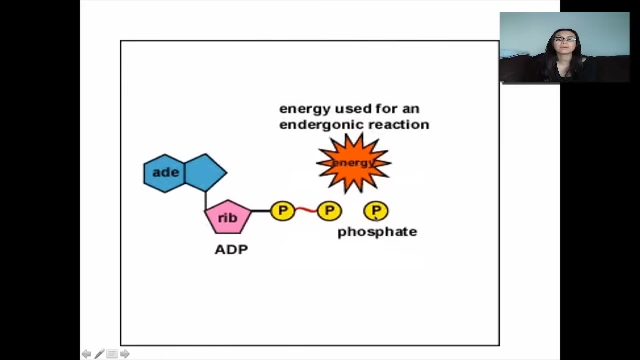 energy used for an
endergonic reaction
energy
ade
rib
P
P
P
phosphate
ADP